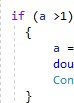 if (a >1)
{
a =
dou
Con
}